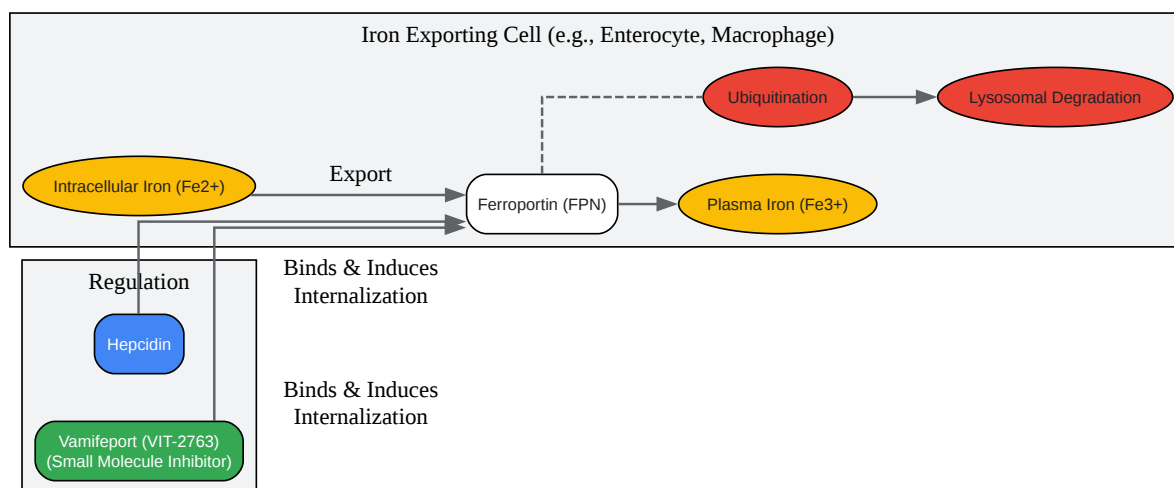 Iron Exporting Cell (e.g., Enterocyte, Macrophage)
Ubiquitination
Lysosomal Degradation
Intracellular Iron (Fe2+)
Export
Ferroportin (FPN)
Plasma Iron (Fe3+)
Regulation
Binds & Induces
Internalization
Hepcidin
Binds & Induces
Internalization
Vamifeport (VIT-2763)
(Small Molecule Inhibitor)